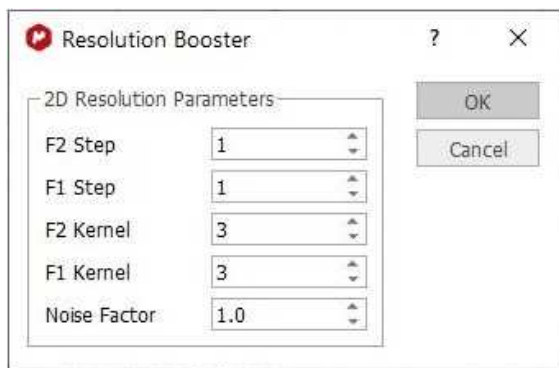 Resolution Booster ?
2D Resolution Parameters
OK
Cancel
F2 Step 1
F1 Step 1
F2 Kernel 3
F1 Kernel 3
Noise Factor 1.0